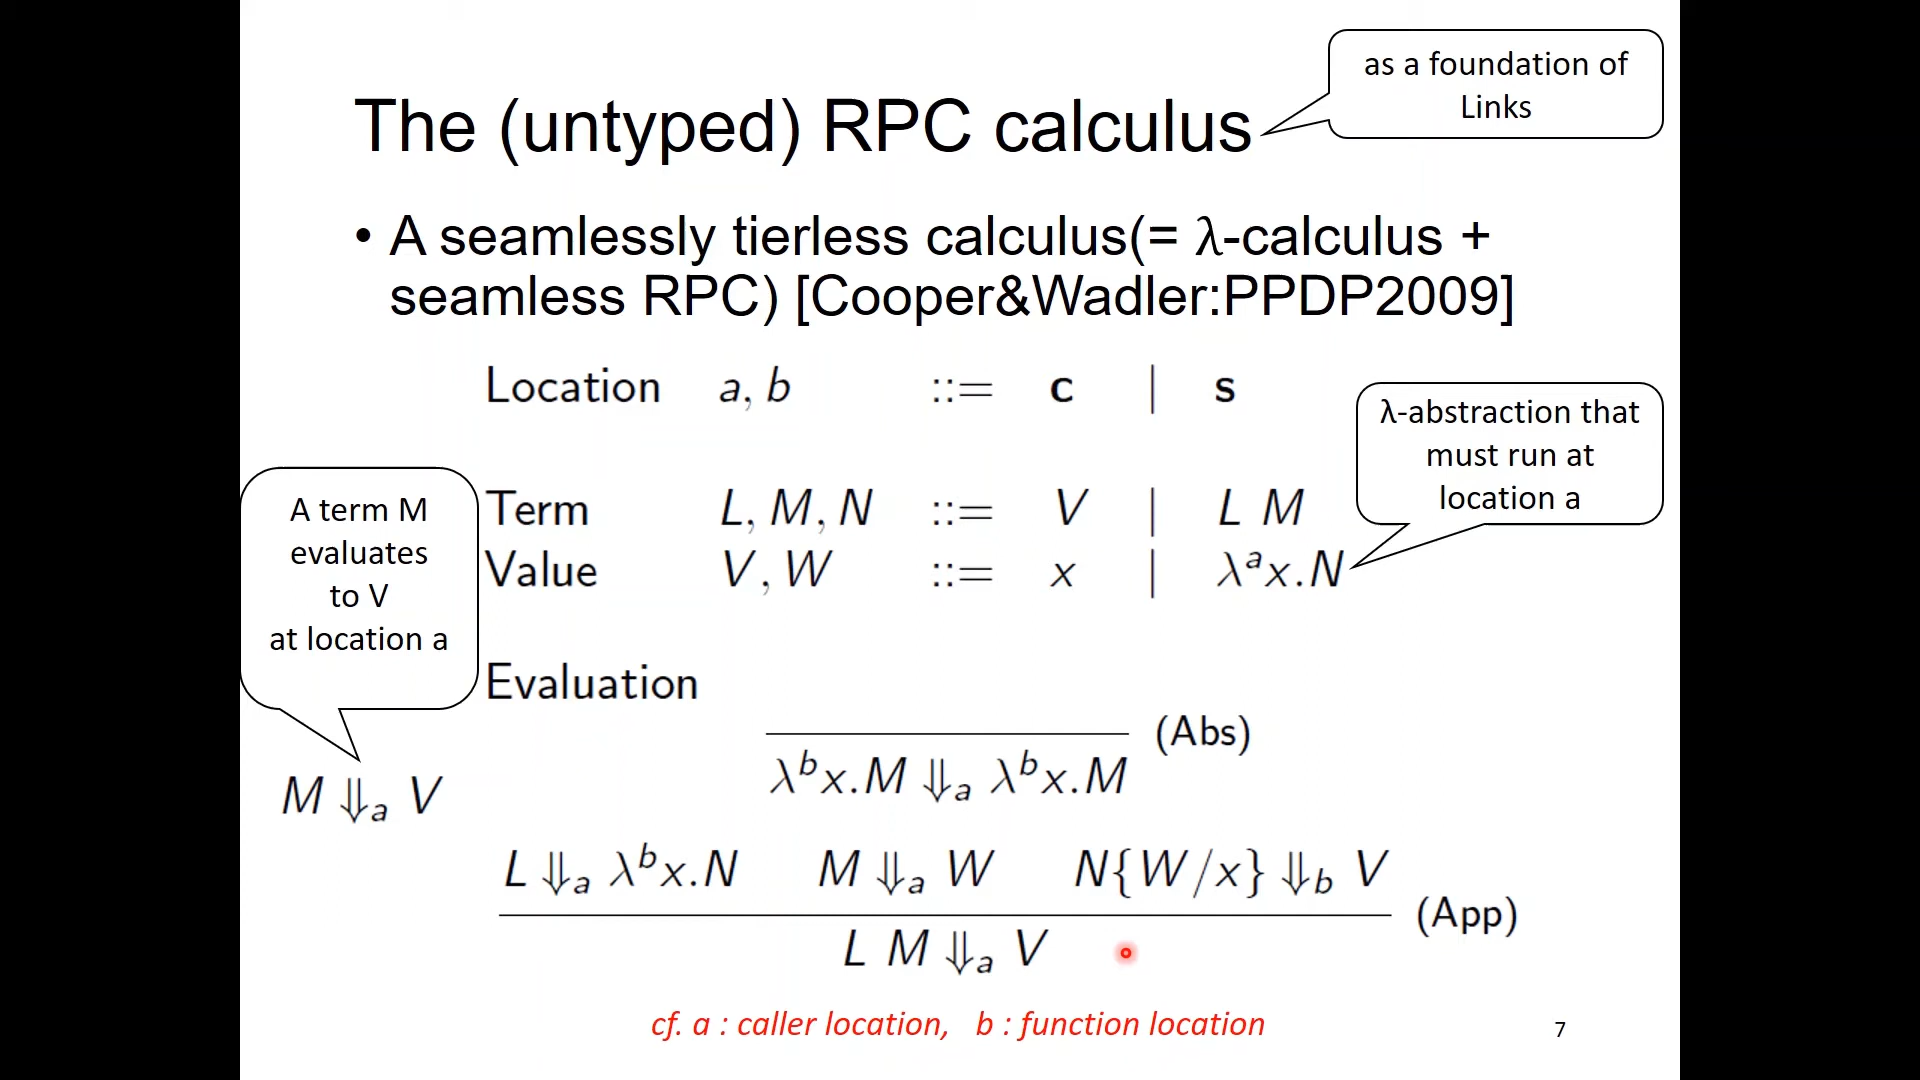 as a foundation of
Links
The (untyped) RPC calculus
• A seamlessly tierless calculus(= λ-calculus +
seamless RPC) [Cooper&Wadler:PPDP2009]
Location a, b ::= c | s
λ-abstraction that
must run at
location a
A term M
evaluates
to V
at location a
Term L, M, N ::= V | L M
Value V, W ::= x | λᵃx.N
Evaluation
(Abs)
λᵇx.M ⇓ₐ λᵇx.M
M ⇓ₐ V
L ⇓ₐ λᵇx.N M ⇓ₐ W N{W/x} ⇓_b V
(App)
L M ⇓ₐ V
cf. a : caller location, b : function location
7